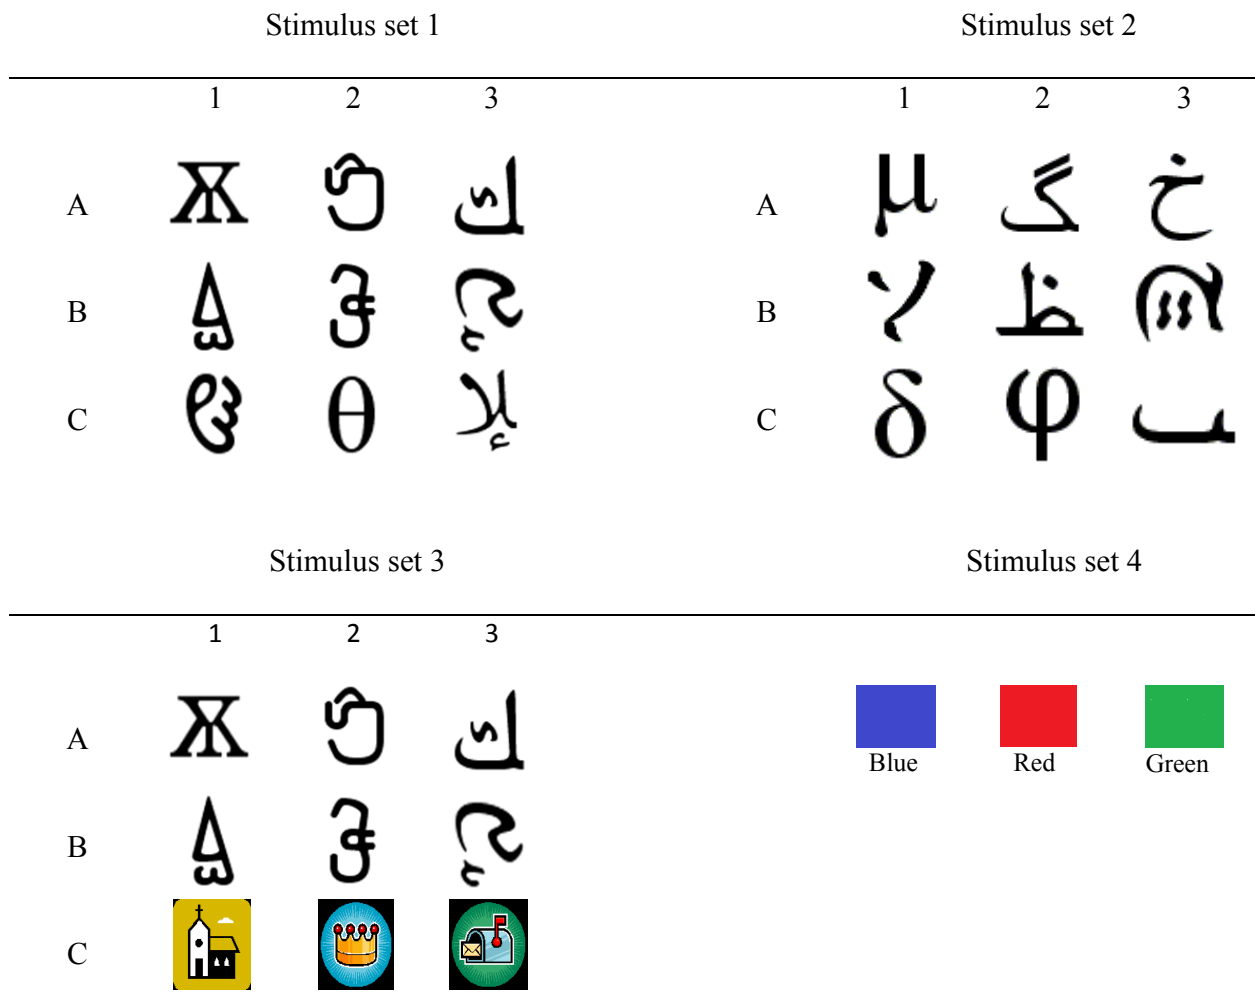 Stimulus set 1
1 2 3
A Ѫ ك
B
C θ لإ
Stimulus set 2
1 2 3
A μ گ خ
B ظ
C δ φ ٮ
Stimulus set 3
1 2 3
A Ѫ ك
B
C
Stimulus set 4
Blue Red Green